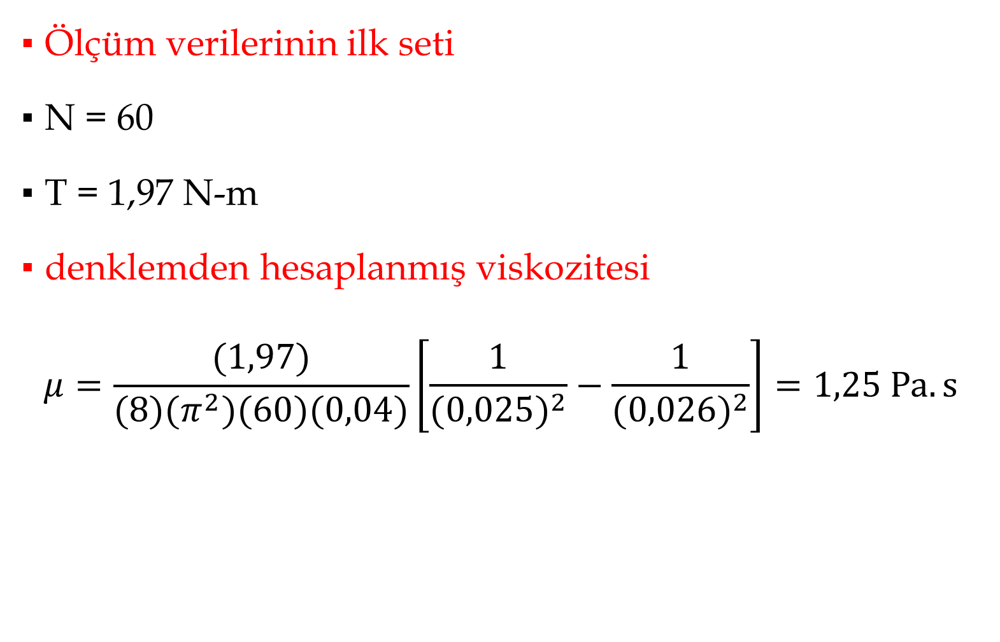 ▪ Ölçüm verilerinin ilk seti
▪ N = 60
▪ T = 1,97 N-m
▪ denklemden hesaplanmış viskozitesi
μ = (1,97) / (8)(π²)(60)(0,04) [1 / (0,025)² − 1 / (0,026)²] = 1,25 Pa.s